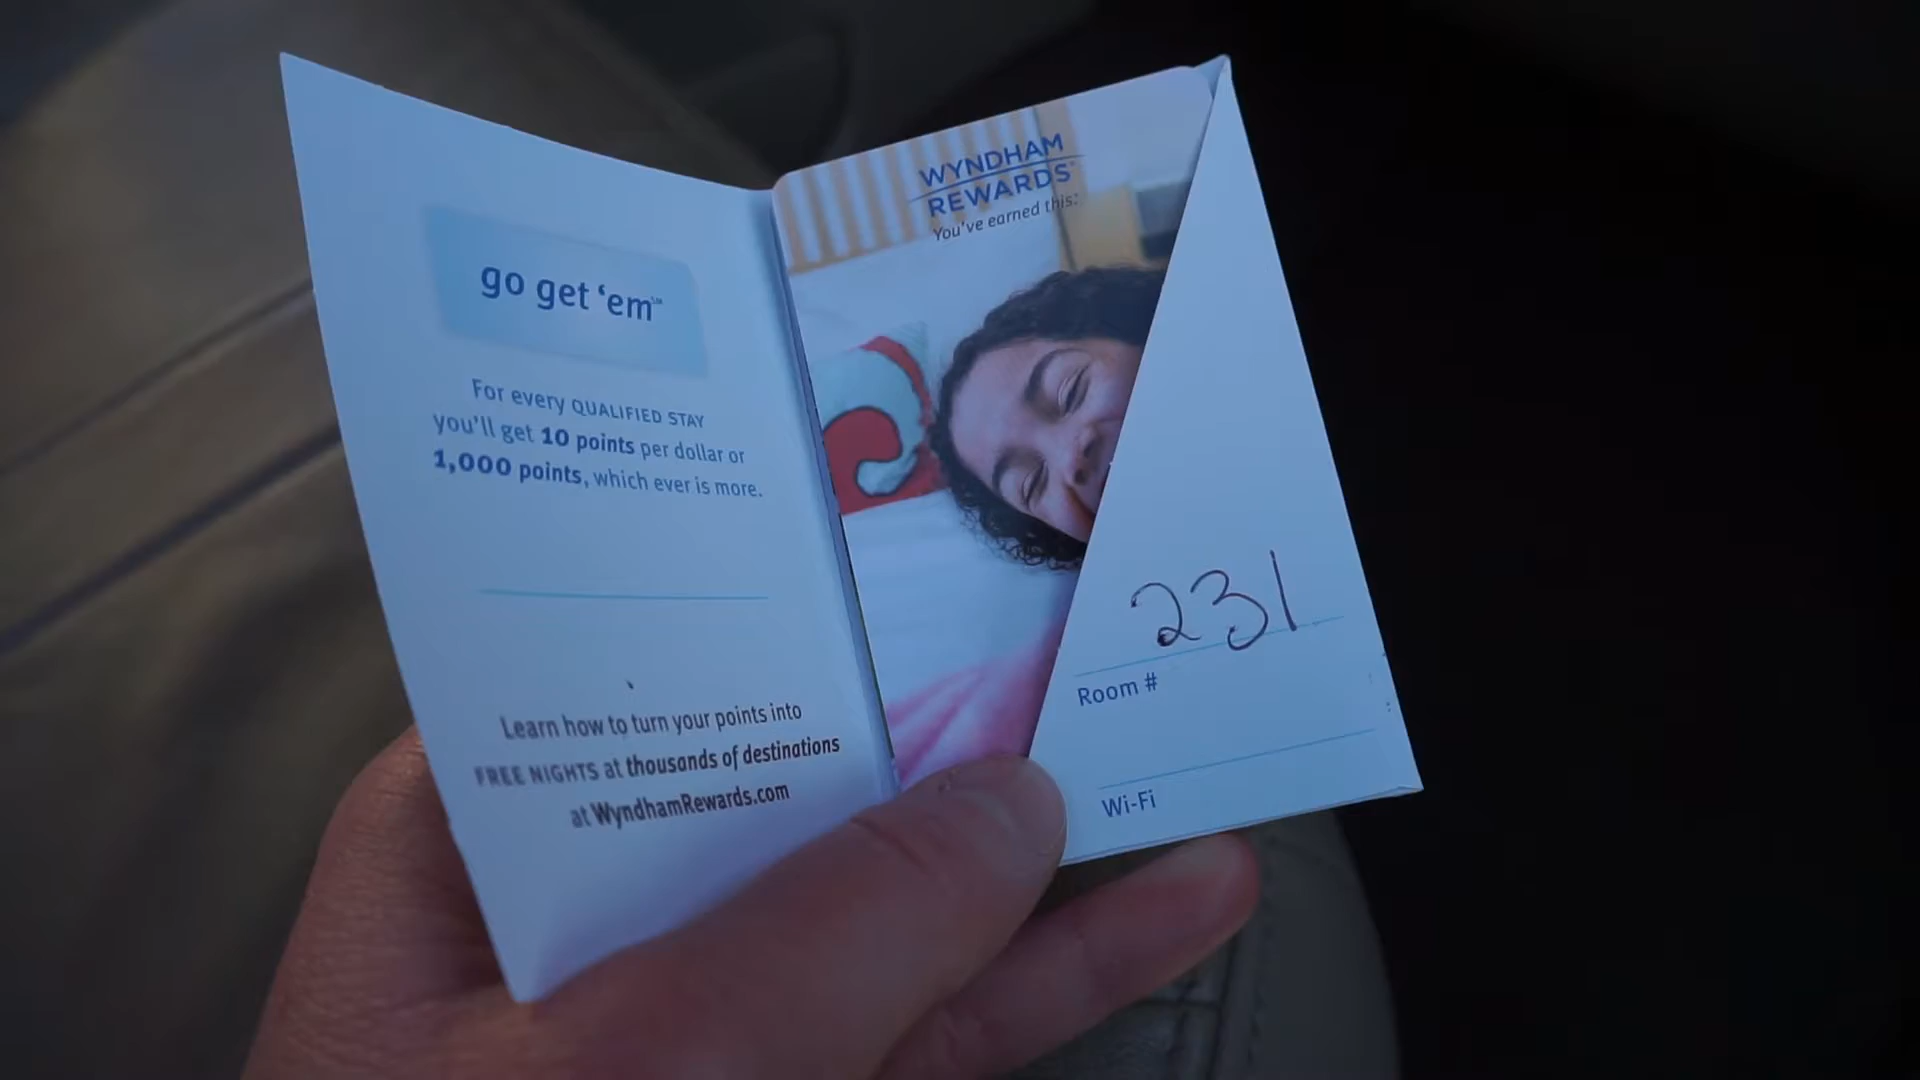 go get ‘em℠
For every QUALIFIED STAY
you'll get 10 points per dollar or
1,000 points, which ever is more.
Learn how to turn your points into
FREE NIGHTS at thousands of destinations
at WyndhamRewards.com
WYNDHAM
REWARDS®
You've earned this:
231
Room #
Wi-Fi